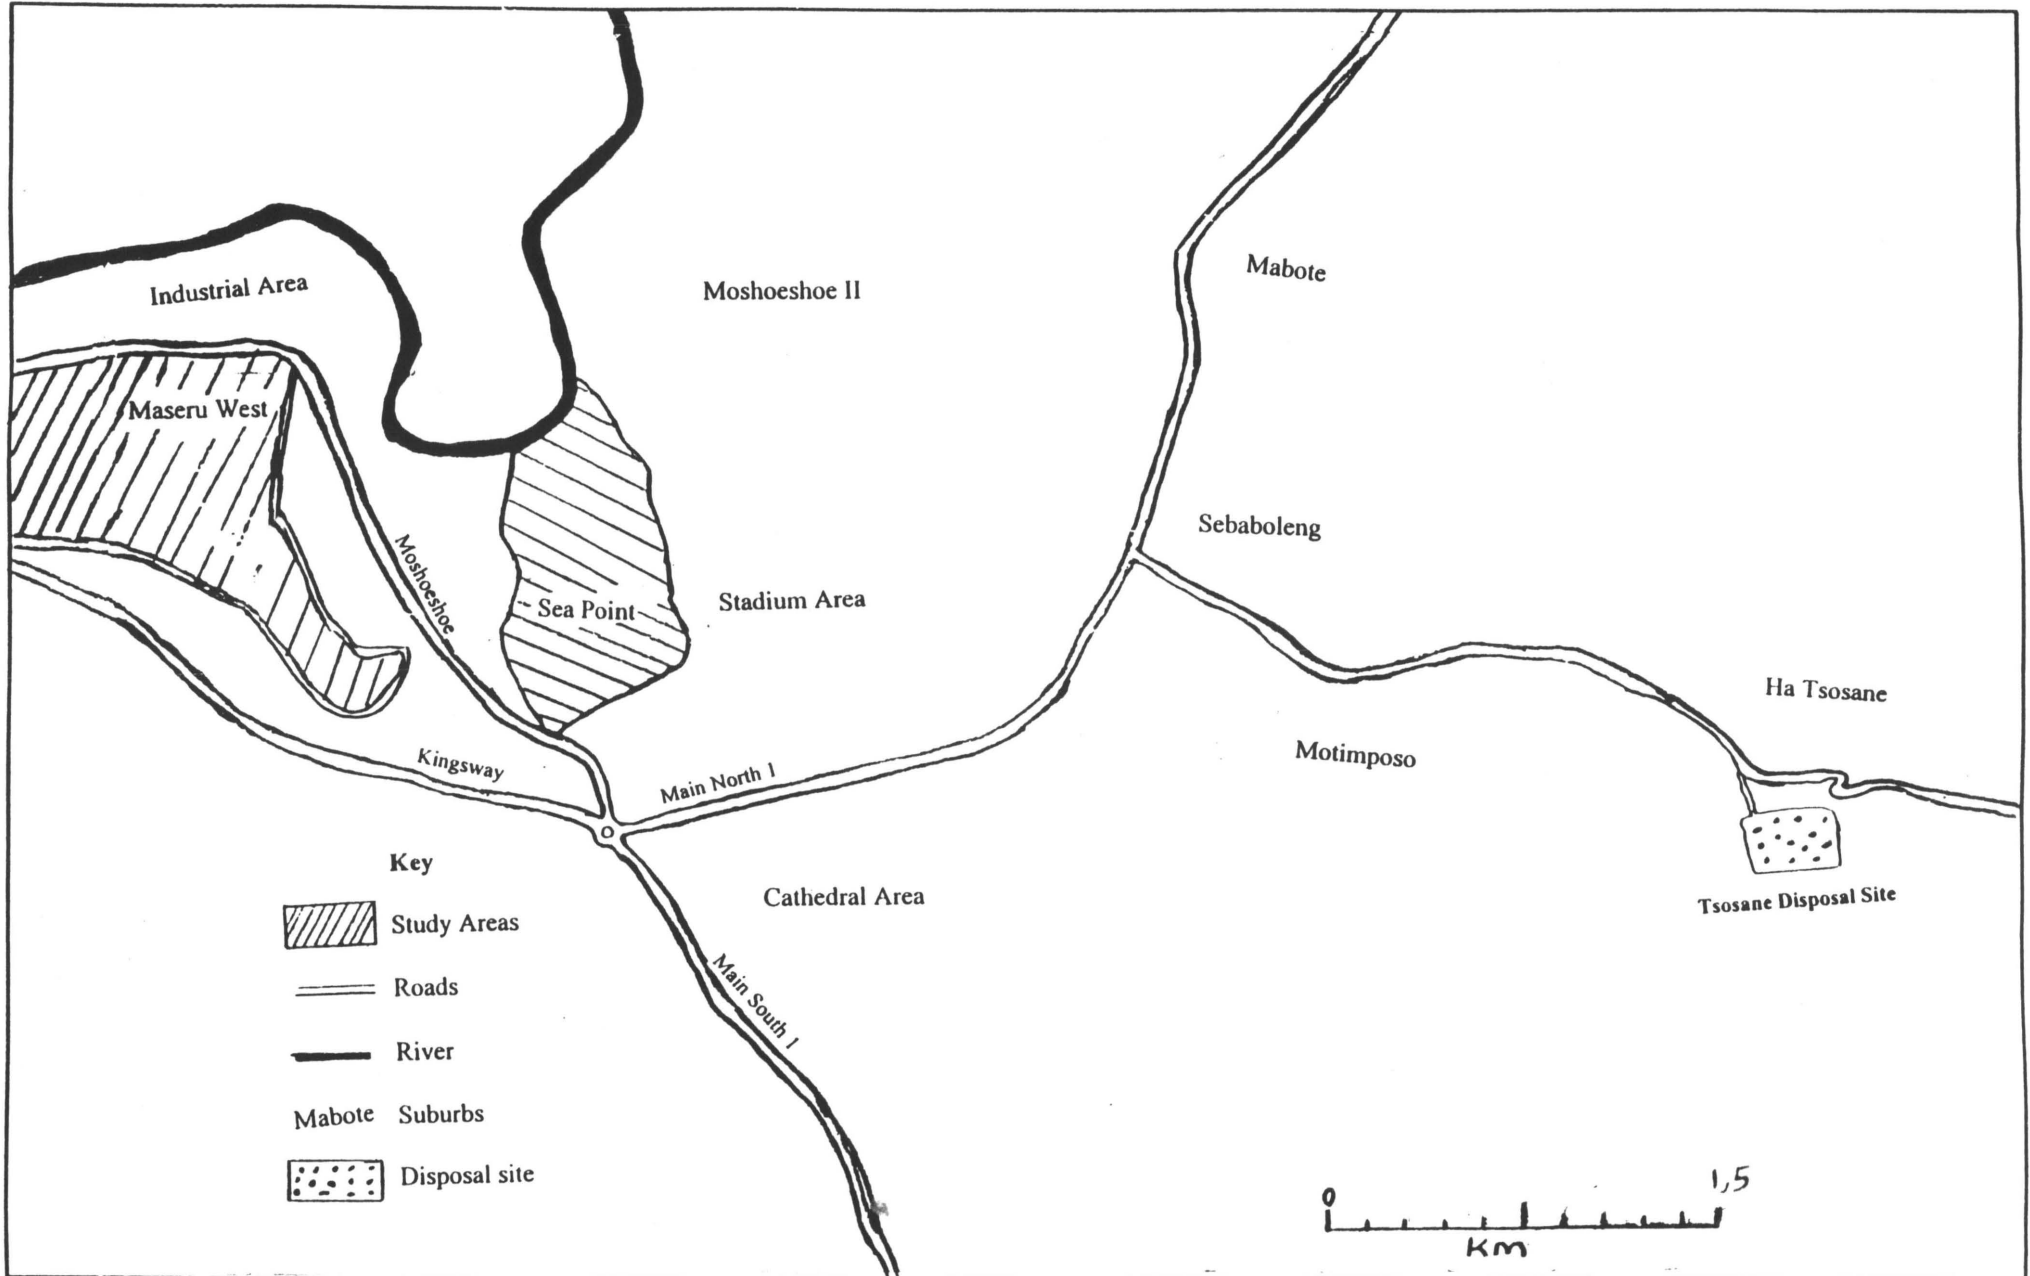 Industrial Area
Moshoeshoe II
Mabote
Maseru West
Sebaboleng
Moshoeshoe
Sea Point
Stadium Area
Ha Tsosane
Motimposo
Kingsway
Main North 1
Key
Cathedral Area
Tsosane Disposal Site
Study Areas
Main South 1
Roads
River
Mabote Suburbs
Disposal site
0 1,5
Km